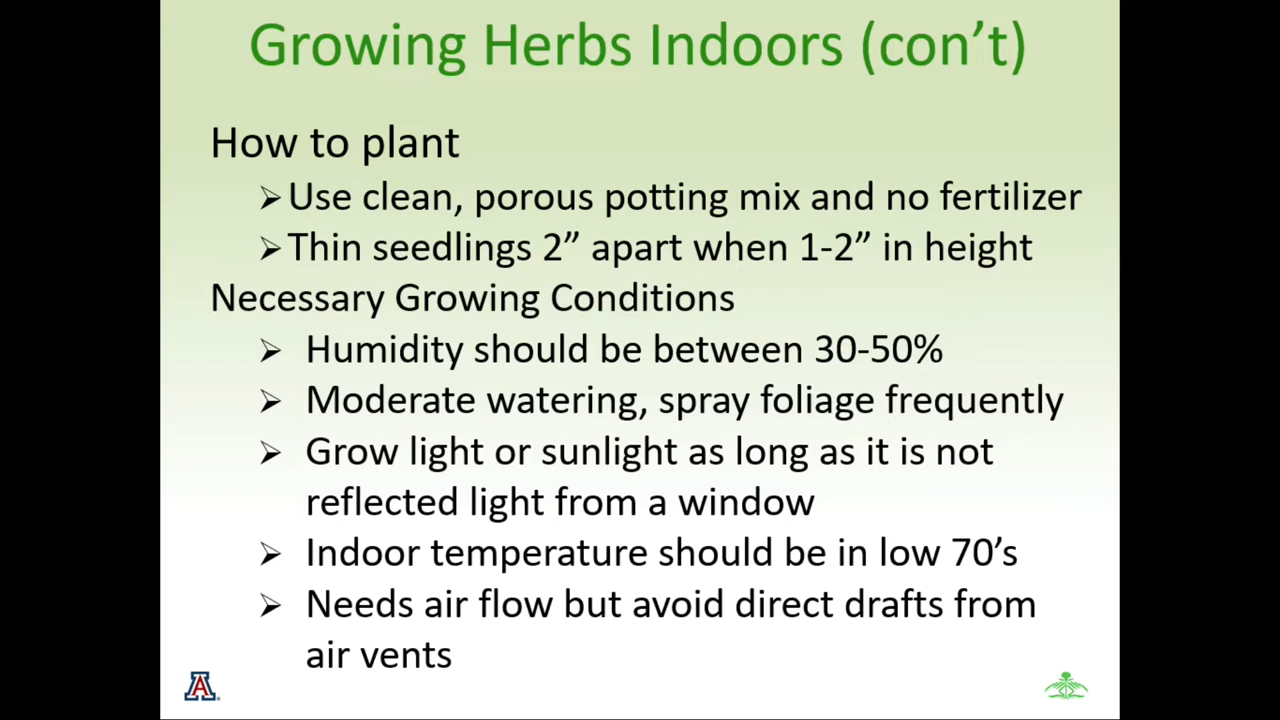 Growing Herbs Indoors (con’t)
How to plant
➢Use clean, porous potting mix and no fertilizer
➢Thin seedlings 2” apart when 1-2” in height
Necessary Growing Conditions
➢ Humidity should be between 30-50%
➢ Moderate watering, spray foliage frequently
➢ Grow light or sunlight as long as it is not
reflected light from a window
➢ Indoor temperature should be in low 70’s
➢ Needs air flow but avoid direct drafts from
air vents
A